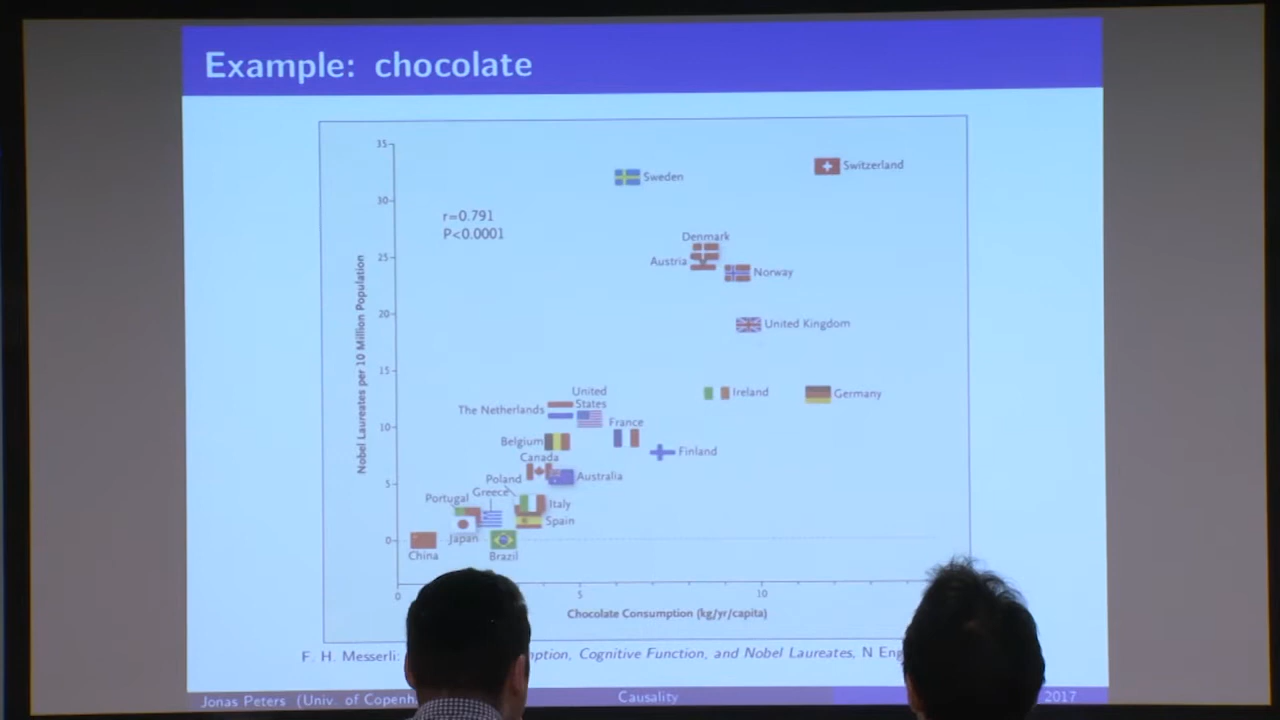 Example: chocolate
35
Switzerland
Sweden
30
r=0.791
P<0.0001
Denmark
25
Austria
Norway
Nobel Laureates per 10 Million Population
20
United Kingdom
15
United
States
Ireland
Germany
The Netherlands
10
France
Belgium
Finland
Canada
Poland
Australia
5
Greece
Portugal
Italy
Spain
0
Japan
China
Brazil
0
5
10
Chocolate Consumption (kg/yr/capita)
F. H. Messerli: Cognitive Function, and Nobel Laureates, N
Jonas Peters (Univ. of
Causality
2017